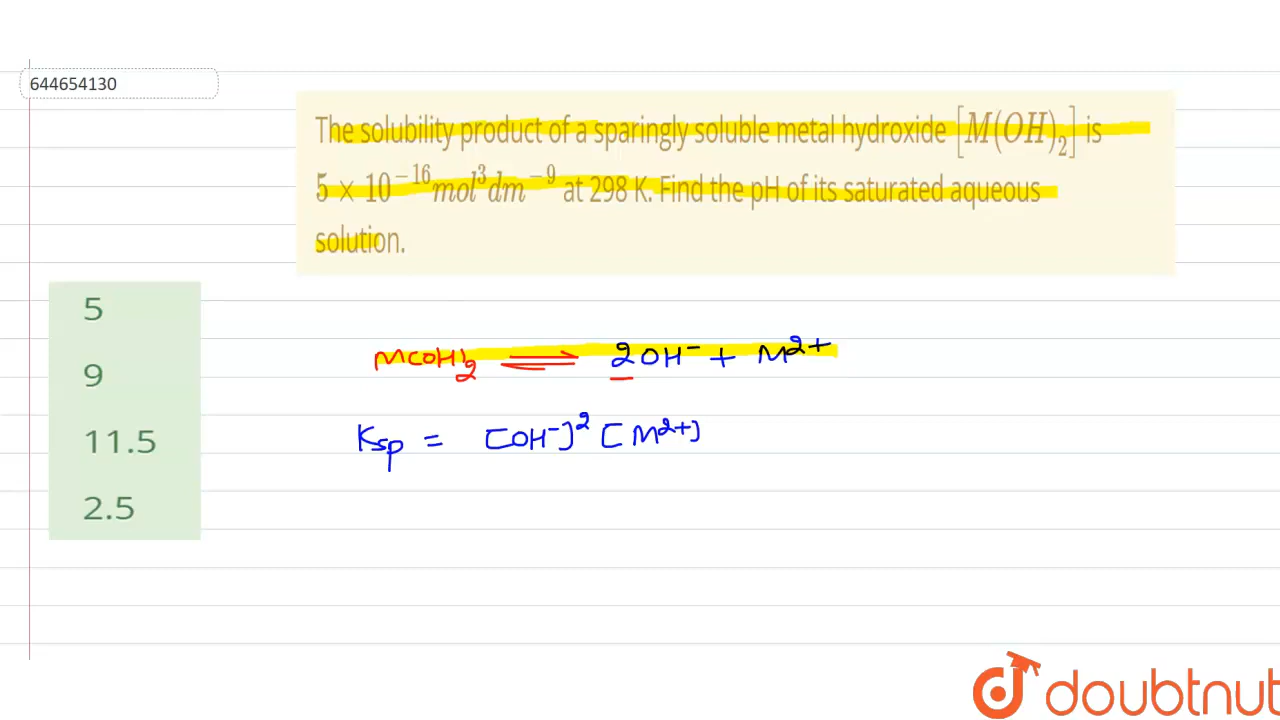 644654130
The solubility product of a sparingly soluble metal hydroxide [M(OH)₂] is
5 × 10⁻¹⁶ mol³ dm⁻⁹ at 298 K. Find the pH of its saturated aqueous
solution.
5
9
11.5
2.5
M(OH)₂ ⇌ 2OH⁻ + M²⁺
Ksp = [OH⁻]² [M²⁺]
doubtnut